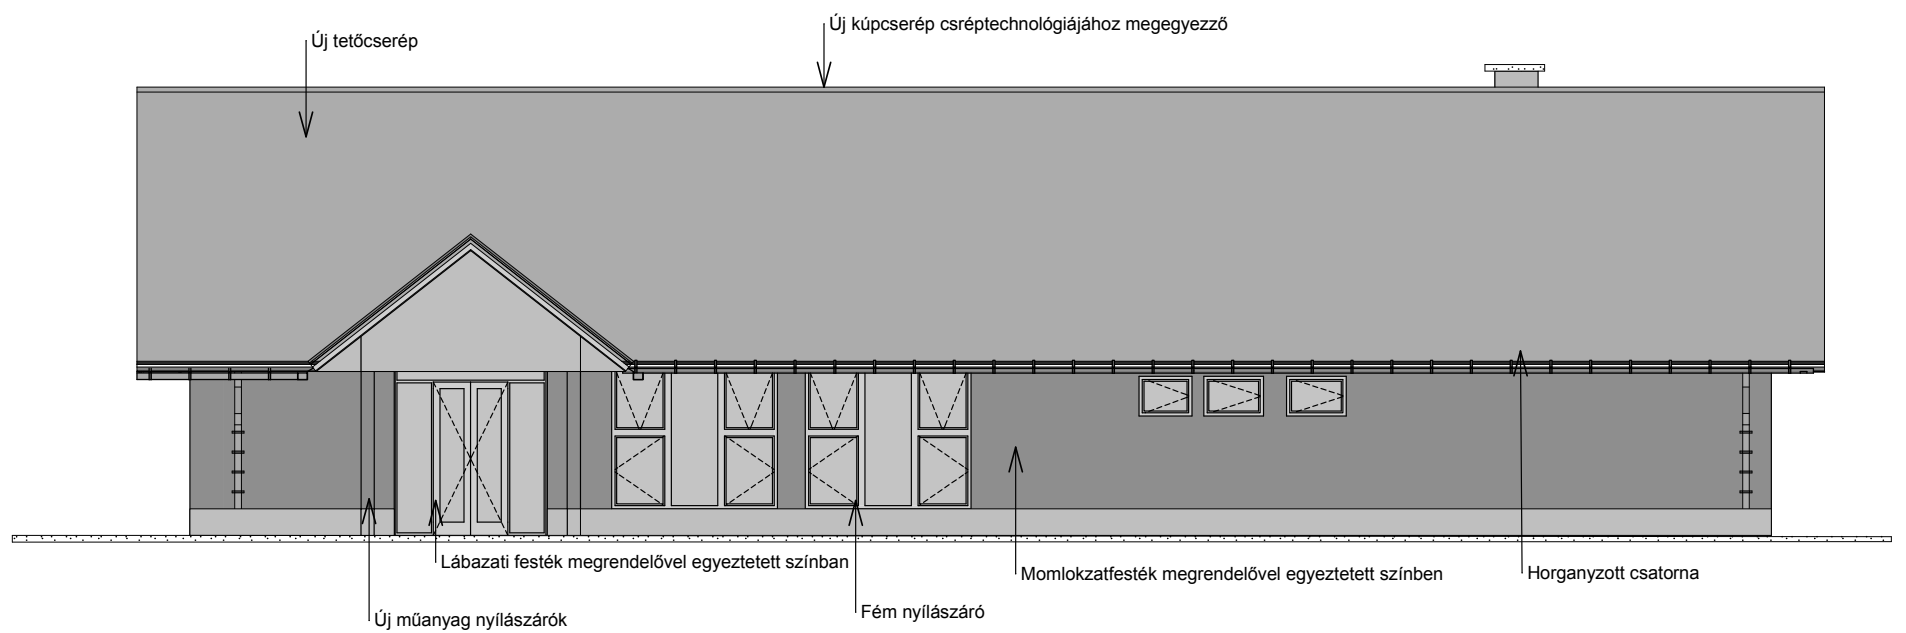 Új kúpcserép csréptechnológiájához megegyezző
Új tetőcserép
Lábazati festék megrendelővel egyeztetett színban
Momlokzatfesték megrendelővel egyeztetett színben
Horganyzott csatorna
Új műanyag nyílászárók
Fém nyílászáró